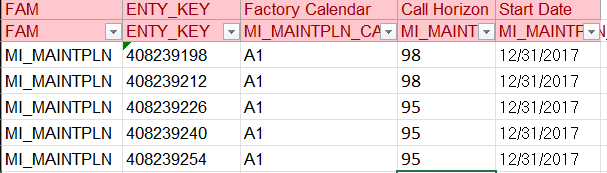 FAM ENTY_KEY Factory Calendar Call Horizon Start Date
FAM ENTY_KEY MI_MAINTPLN_CA MI_MAINT MI_MAINTP N_
MI_MAINTPLN 408239198 A1 98 12/31/2017
MI_MAINTPLN 408239212 A1 98 12/31/2017
MI_MAINTPLN 408239226 A1 95 12/31/2017
MI_MAINTPLN 408239240 A1 95 12/31/2017
MI_MAINTPLN 408239254 A1 95 12/31/2017